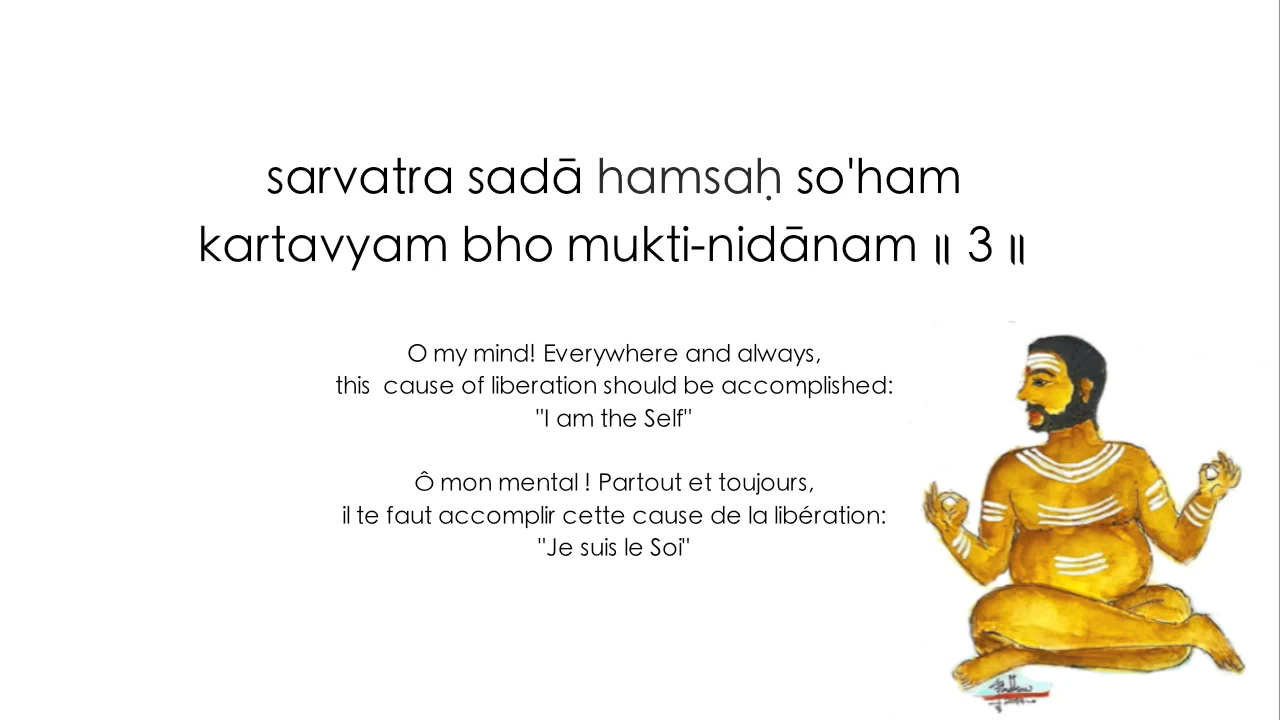 sarvatra sadā hamsaḥ so'ham
kartavyam bho mukti-nidānam ॥ 3 ॥
O my mind! Everywhere and always,
this  cause of liberation should be accomplished:
"I am the Self"
Ô mon mental ! Partout et toujours,
il te faut accomplir cette cause de la libération:
"Je suis le Soi"